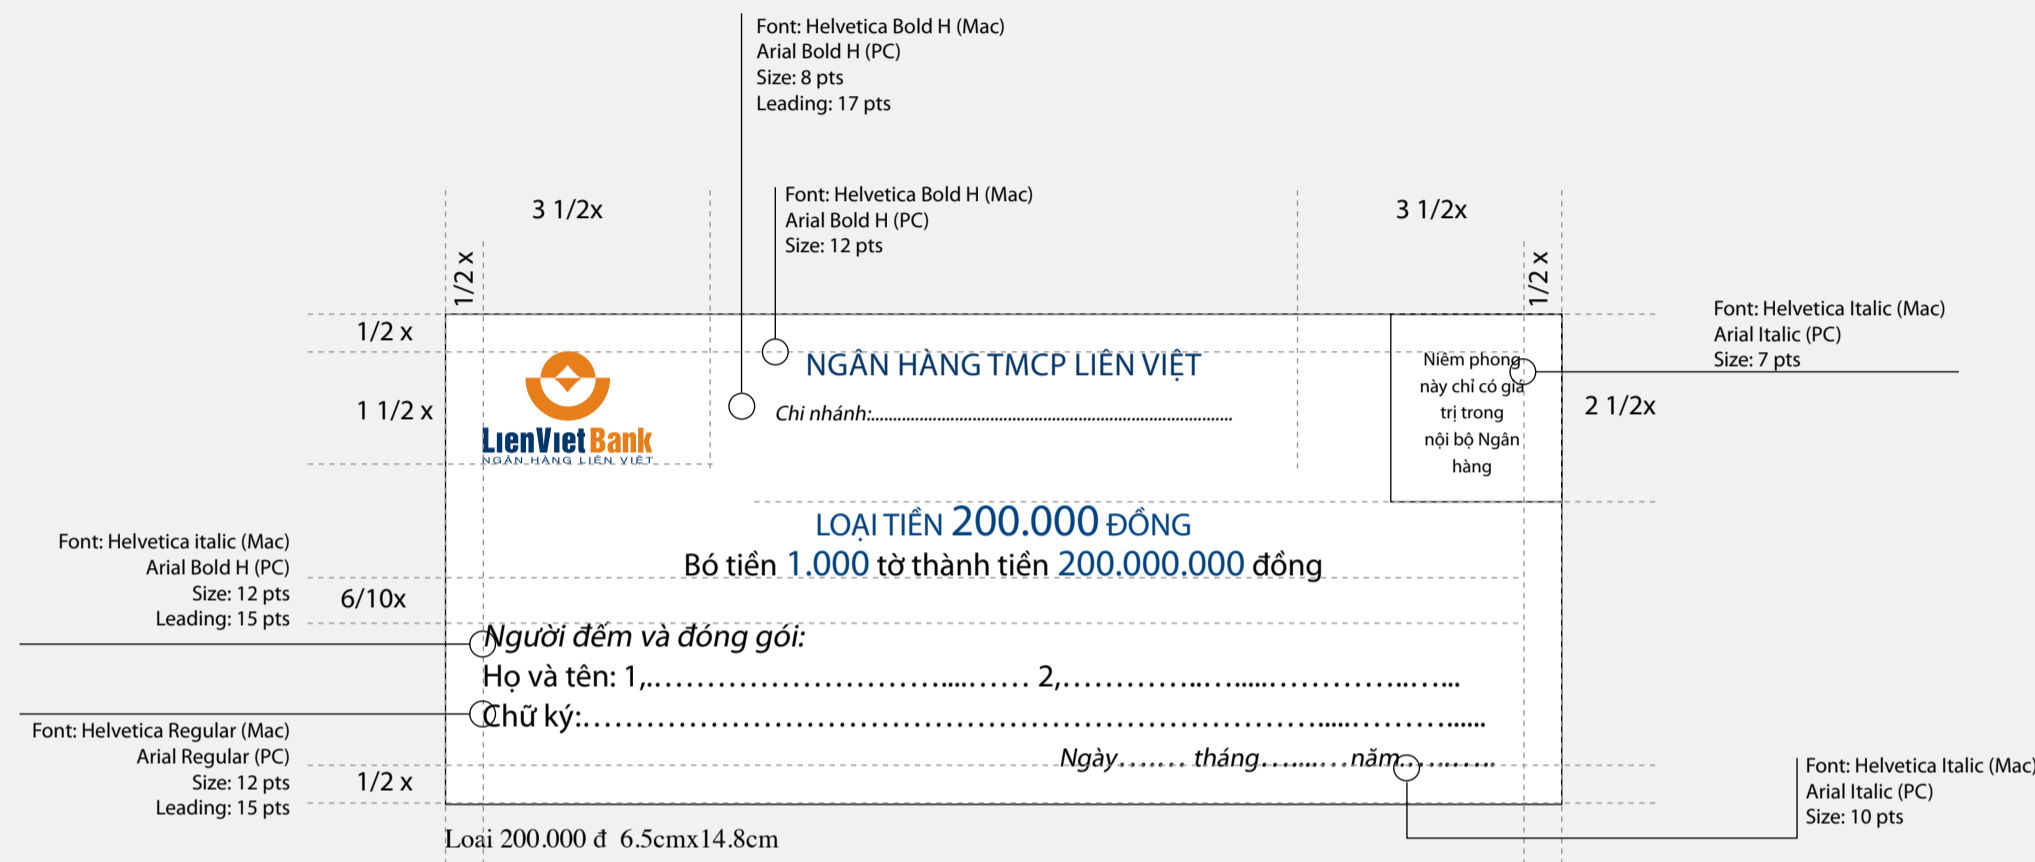 Font: Helvetica Bold H (Mac)
Arial Bold H (PC)
Size: 8 pts
Leading: 17 pts
Font: Helvetica Bold H (Mac)
Arial Bold H (PC)
Size: 12 pts
3 1/2x
3 1/2x
1/2 x
1/2 x
Font: Helvetica Italic (Mac)
Arial Italic (PC)
Size: 7 pts
1/2 x
1 1/2 x
2 1/2x
LienVietBank
NGÂN HÀNG LIÊN VIỆT
NGÂN HÀNG TMCP LIÊN VIỆT
Chi nhánh:..............................................................................
Niêm phong
này chỉ có giá
trị trong
nội bộ Ngân
hàng
LOẠI TIỀN 200.000 ĐỒNG
Bó tiền 1.000 tờ thành tiền 200.000.000 đồng
Font: Helvetica italic (Mac)
Arial Bold H (PC)
Size: 12 pts
Leading: 15 pts
6/10x
Người đếm và đóng gói:
Họ và tên: 1,....................................... 2,.......................................
Chữ ký:....................................................................................
Ngày....... tháng......... năm...........
Font: Helvetica Regular (Mac)
Arial Regular (PC)
Size: 12 pts
Leading: 15 pts
1/2 x
Font: Helvetica Italic (Mac)
Arial Italic (PC)
Size: 10 pts
Loại 200.000 đ 6.5cmx14.8cm